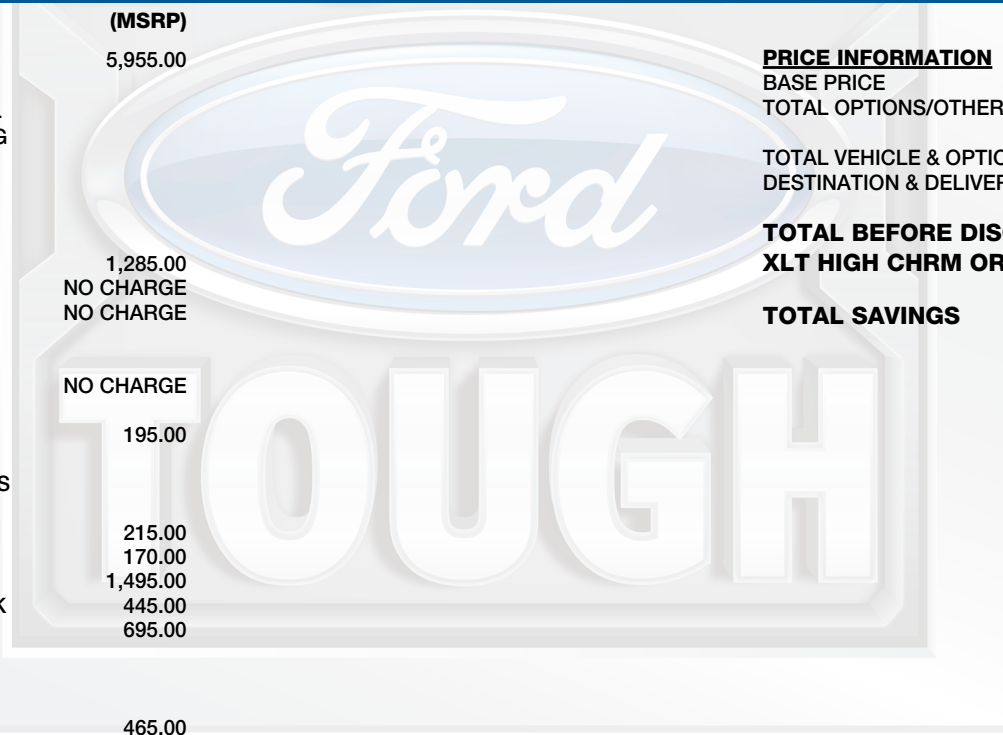 (MSRP)
5,955.00
G
1,285.00
NO CHARGE
NO CHARGE
NO CHARGE
195.00
S
215.00
170.00
1,495.00
K
445.00
695.00
465.00
PRICE INFORMATION
BASE PRICE
TOTAL OPTIONS/OTHER
TOTAL VEHICLE & OPTIO
DESTINATION & DELIVER
TOTAL BEFORE DIS
XLT HIGH CHRM OR
TOTAL SAVINGS
Ford
TOUGH